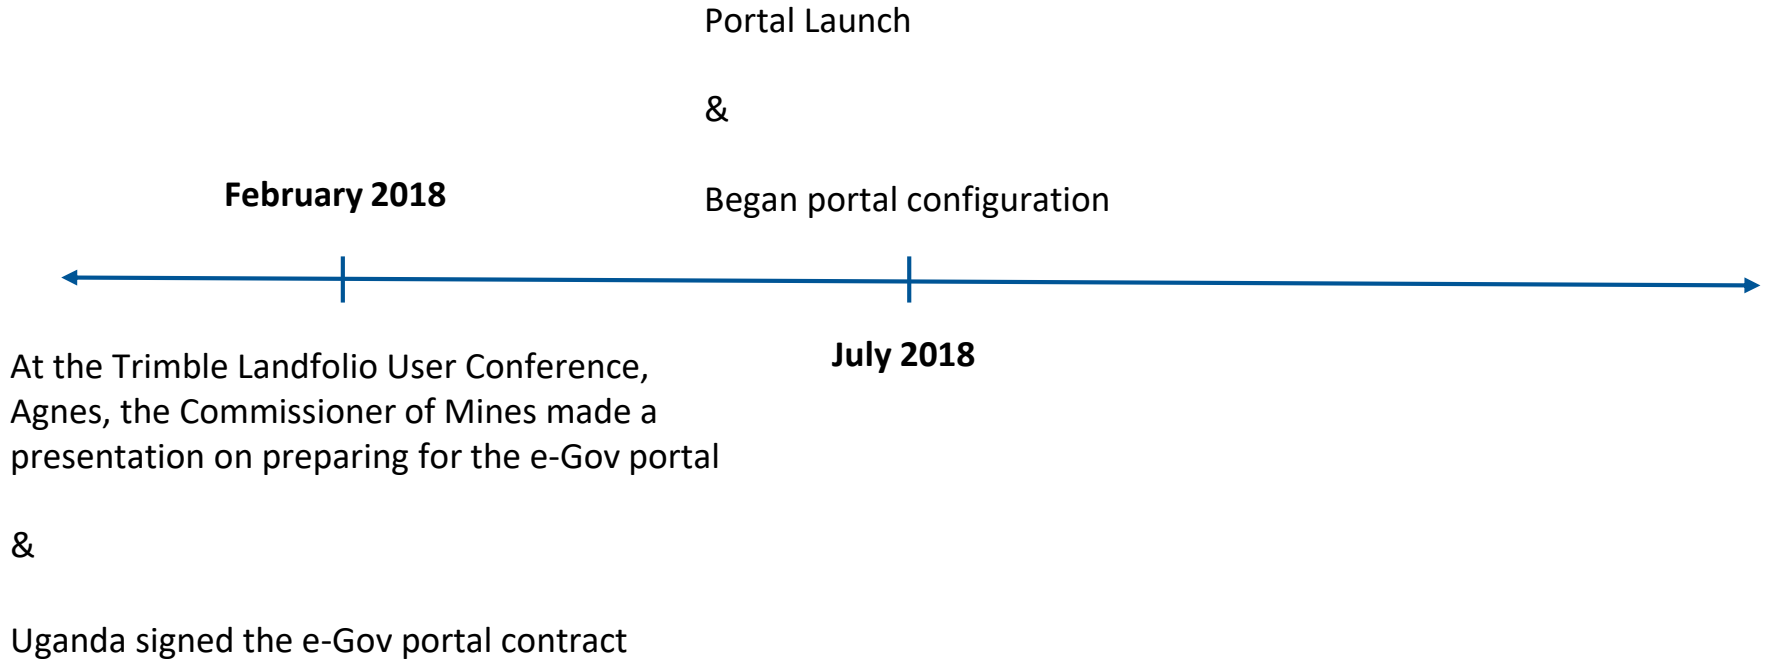 Portal Launch
&
Began portal configuration
February 2018
July 2018
At the Trimble Landfolio User Conference,
Agnes, the Commissioner of Mines made a
presentation on preparing for the e-Gov portal
&
Uganda signed the e-Gov portal contract